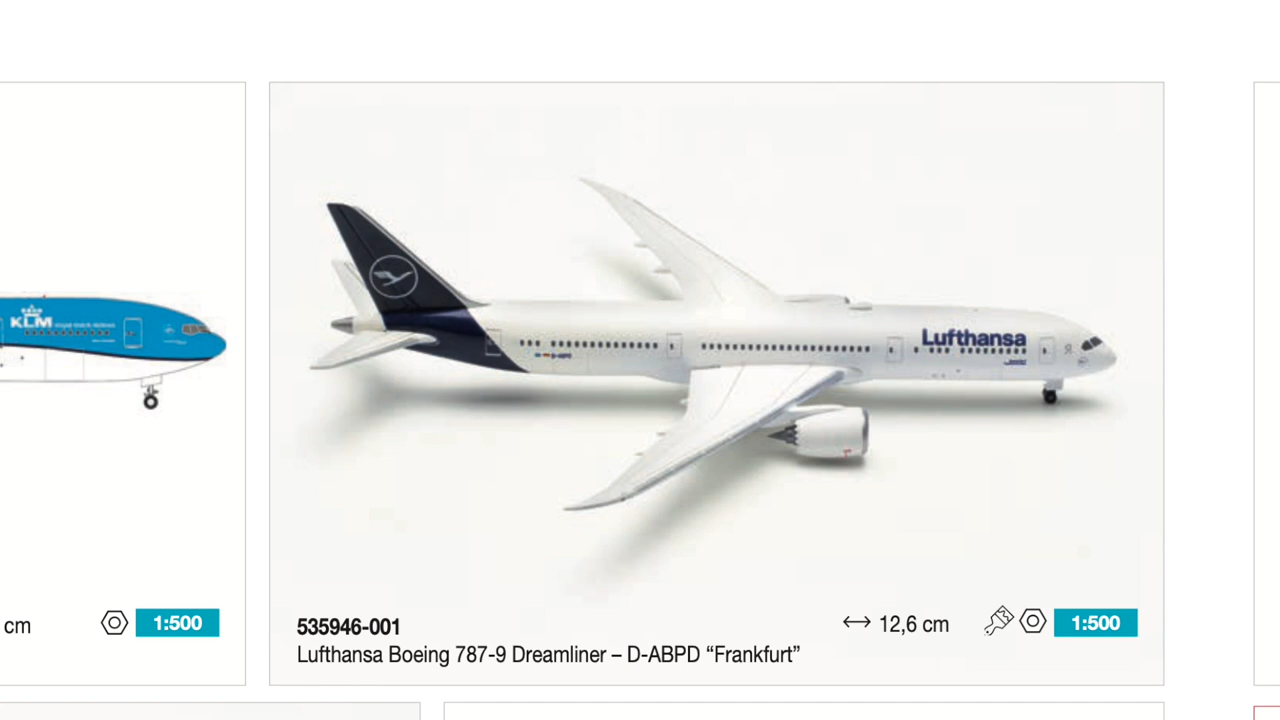 KLM
cm
1:500
Lufthansa
D-ABPD
535946-001
12,6 cm
1:500
Lufthansa Boeing 787-9 Dreamliner – D-ABPD “Frankfurt”